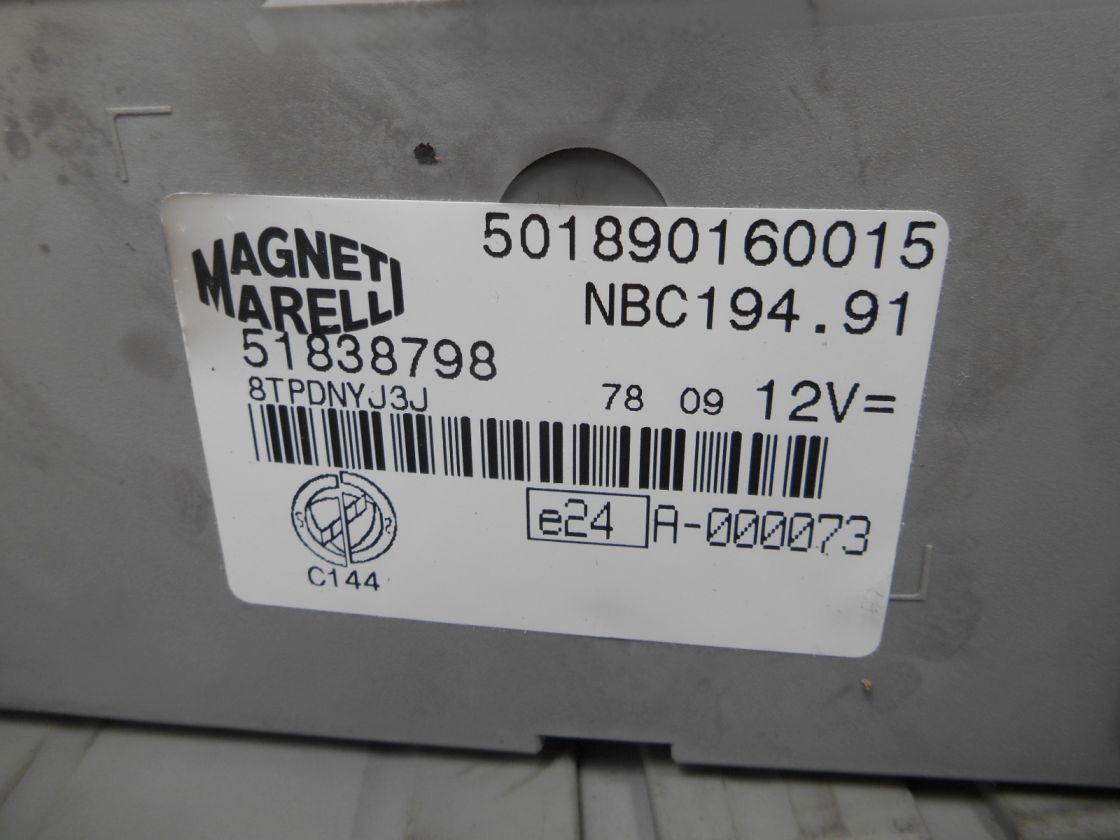 MAGNETI
MARELLI
501890160015
NBC194.91
51838798
8TPDNYJ3J 78 09 12V=
e24 A-000073
C144